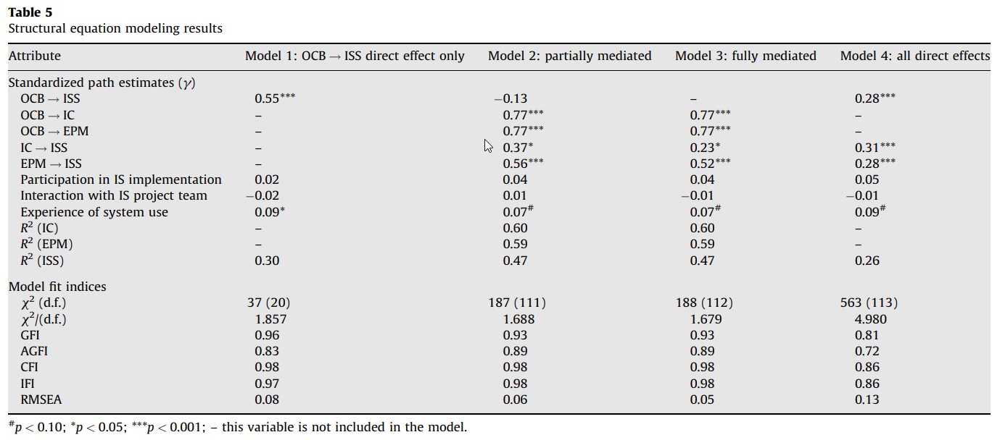 Table 5
Structural equation modeling results
Attribute Model 1: OCB → ISS direct effect only Model 2: partially mediated Model 3: fully mediated Model 4: all direct effects
Standardized path estimates (γ)
OCB → ISS 0.55*** −0.13 – 0.28***
OCB → IC – 0.77*** 0.77*** –
OCB → EPM – 0.77*** 0.77*** –
IC → ISS – 0.37* 0.23* 0.31***
EPM → ISS – 0.56*** 0.52*** 0.28***
Participation in IS implementation 0.02 0.04 0.04 0.05
Interaction with IS project team −0.02 0.01 −0.01 −0.01
Experience of system use 0.09* 0.07# 0.07# 0.09#
R² (IC) – 0.60 0.60 –
R² (EPM) – 0.59 0.59 –
R² (ISS) 0.30 0.47 0.47 0.26
Model fit indices
χ² (d.f.) 37 (20) 187 (111) 188 (112) 563 (113)
χ²/(d.f.) 1.857 1.688 1.679 4.980
GFI 0.96 0.93 0.93 0.81
AGFI 0.83 0.89 0.89 0.72
CFI 0.98 0.98 0.98 0.86
IFI 0.97 0.98 0.98 0.86
RMSEA 0.08 0.06 0.05 0.13
#p < 0.10; *p < 0.05; ***p < 0.001; – this variable is not included in the model.